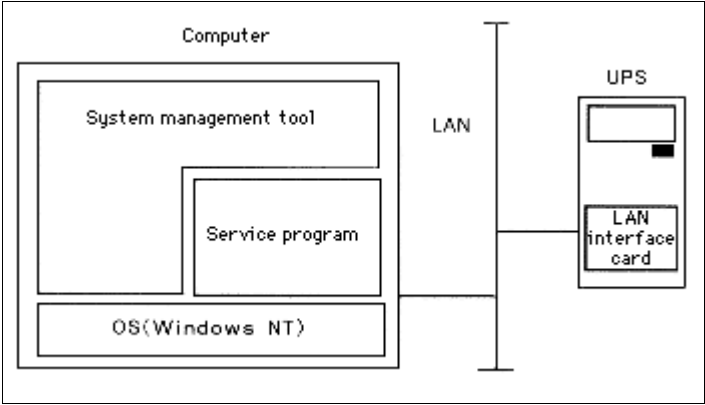 Computer
UPS
System management tool
LAN
Service program
LAN
interface
card
OS(Windows NT)